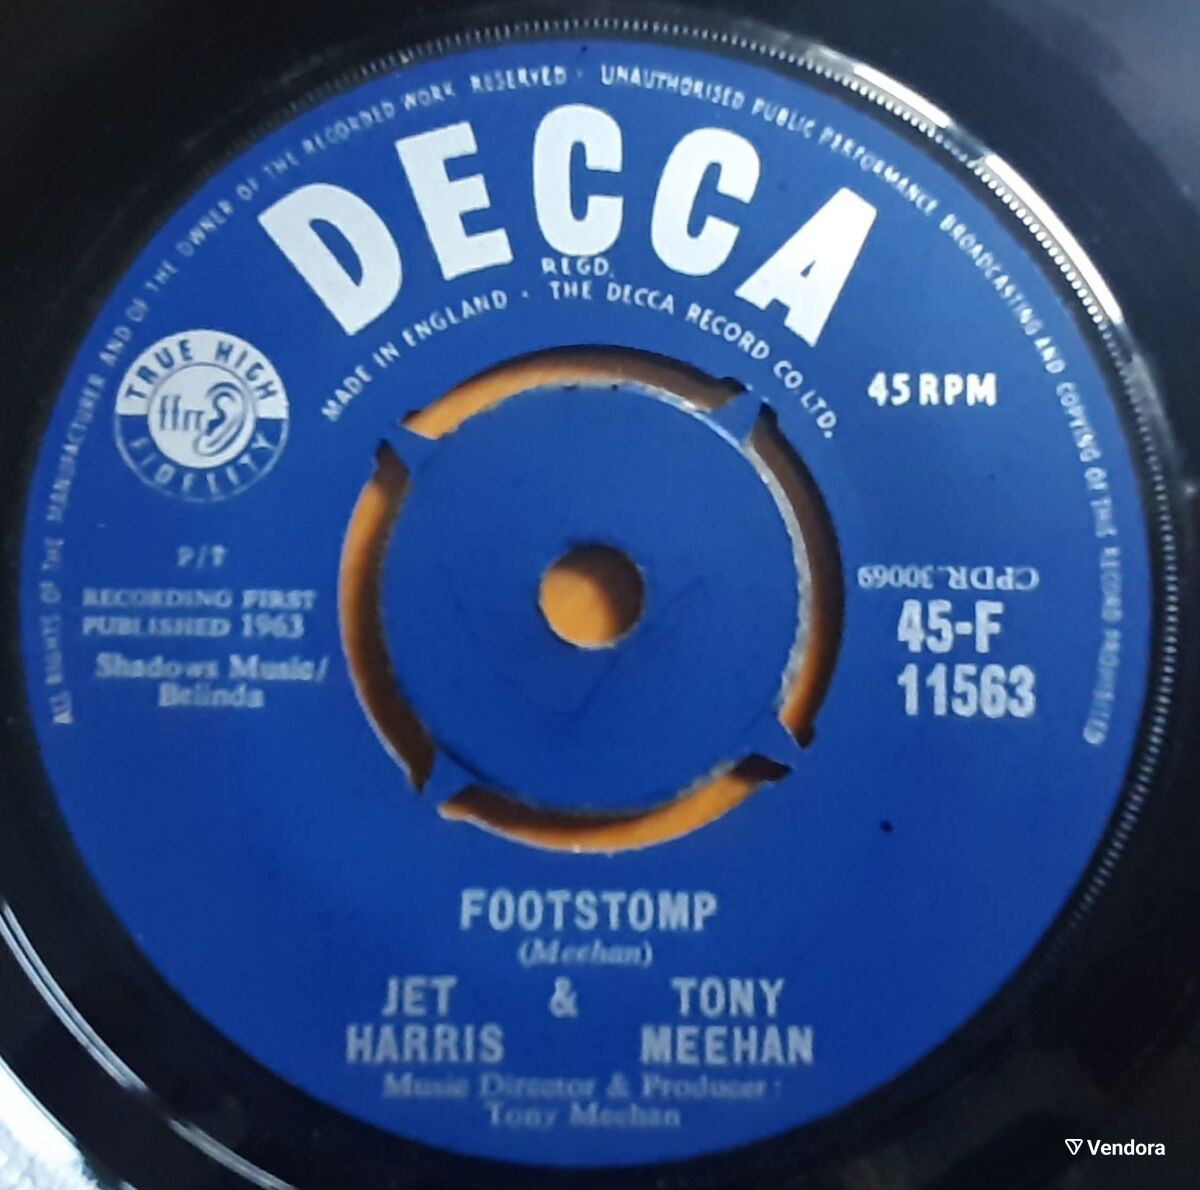 ALL RIGHTS OF THE MANUFACTURER AND OF THE OWNER OF THE RECORDED WORK RESERVED · UNAUTHORISED PUBLIC PERFORMANCE BROADCASTING AND COPYING OF THIS RECORD PROHIBITED
DECCA
REGD.
MADE IN ENGLAND · THE DECCA RECORD CO. LTD.
TRUE HIGH
ffrr
FIDELITY
45 RPM
P/T
RECORDING FIRST
PUBLISHED 1963
Shadows Music/
Belinda
CPDR.30069
45-F
11563
FOOTSTOMP
(Meehan)
JET & TONY
HARRIS MEEHAN
Music Director & Producer:
Tony Meehan
Vendora